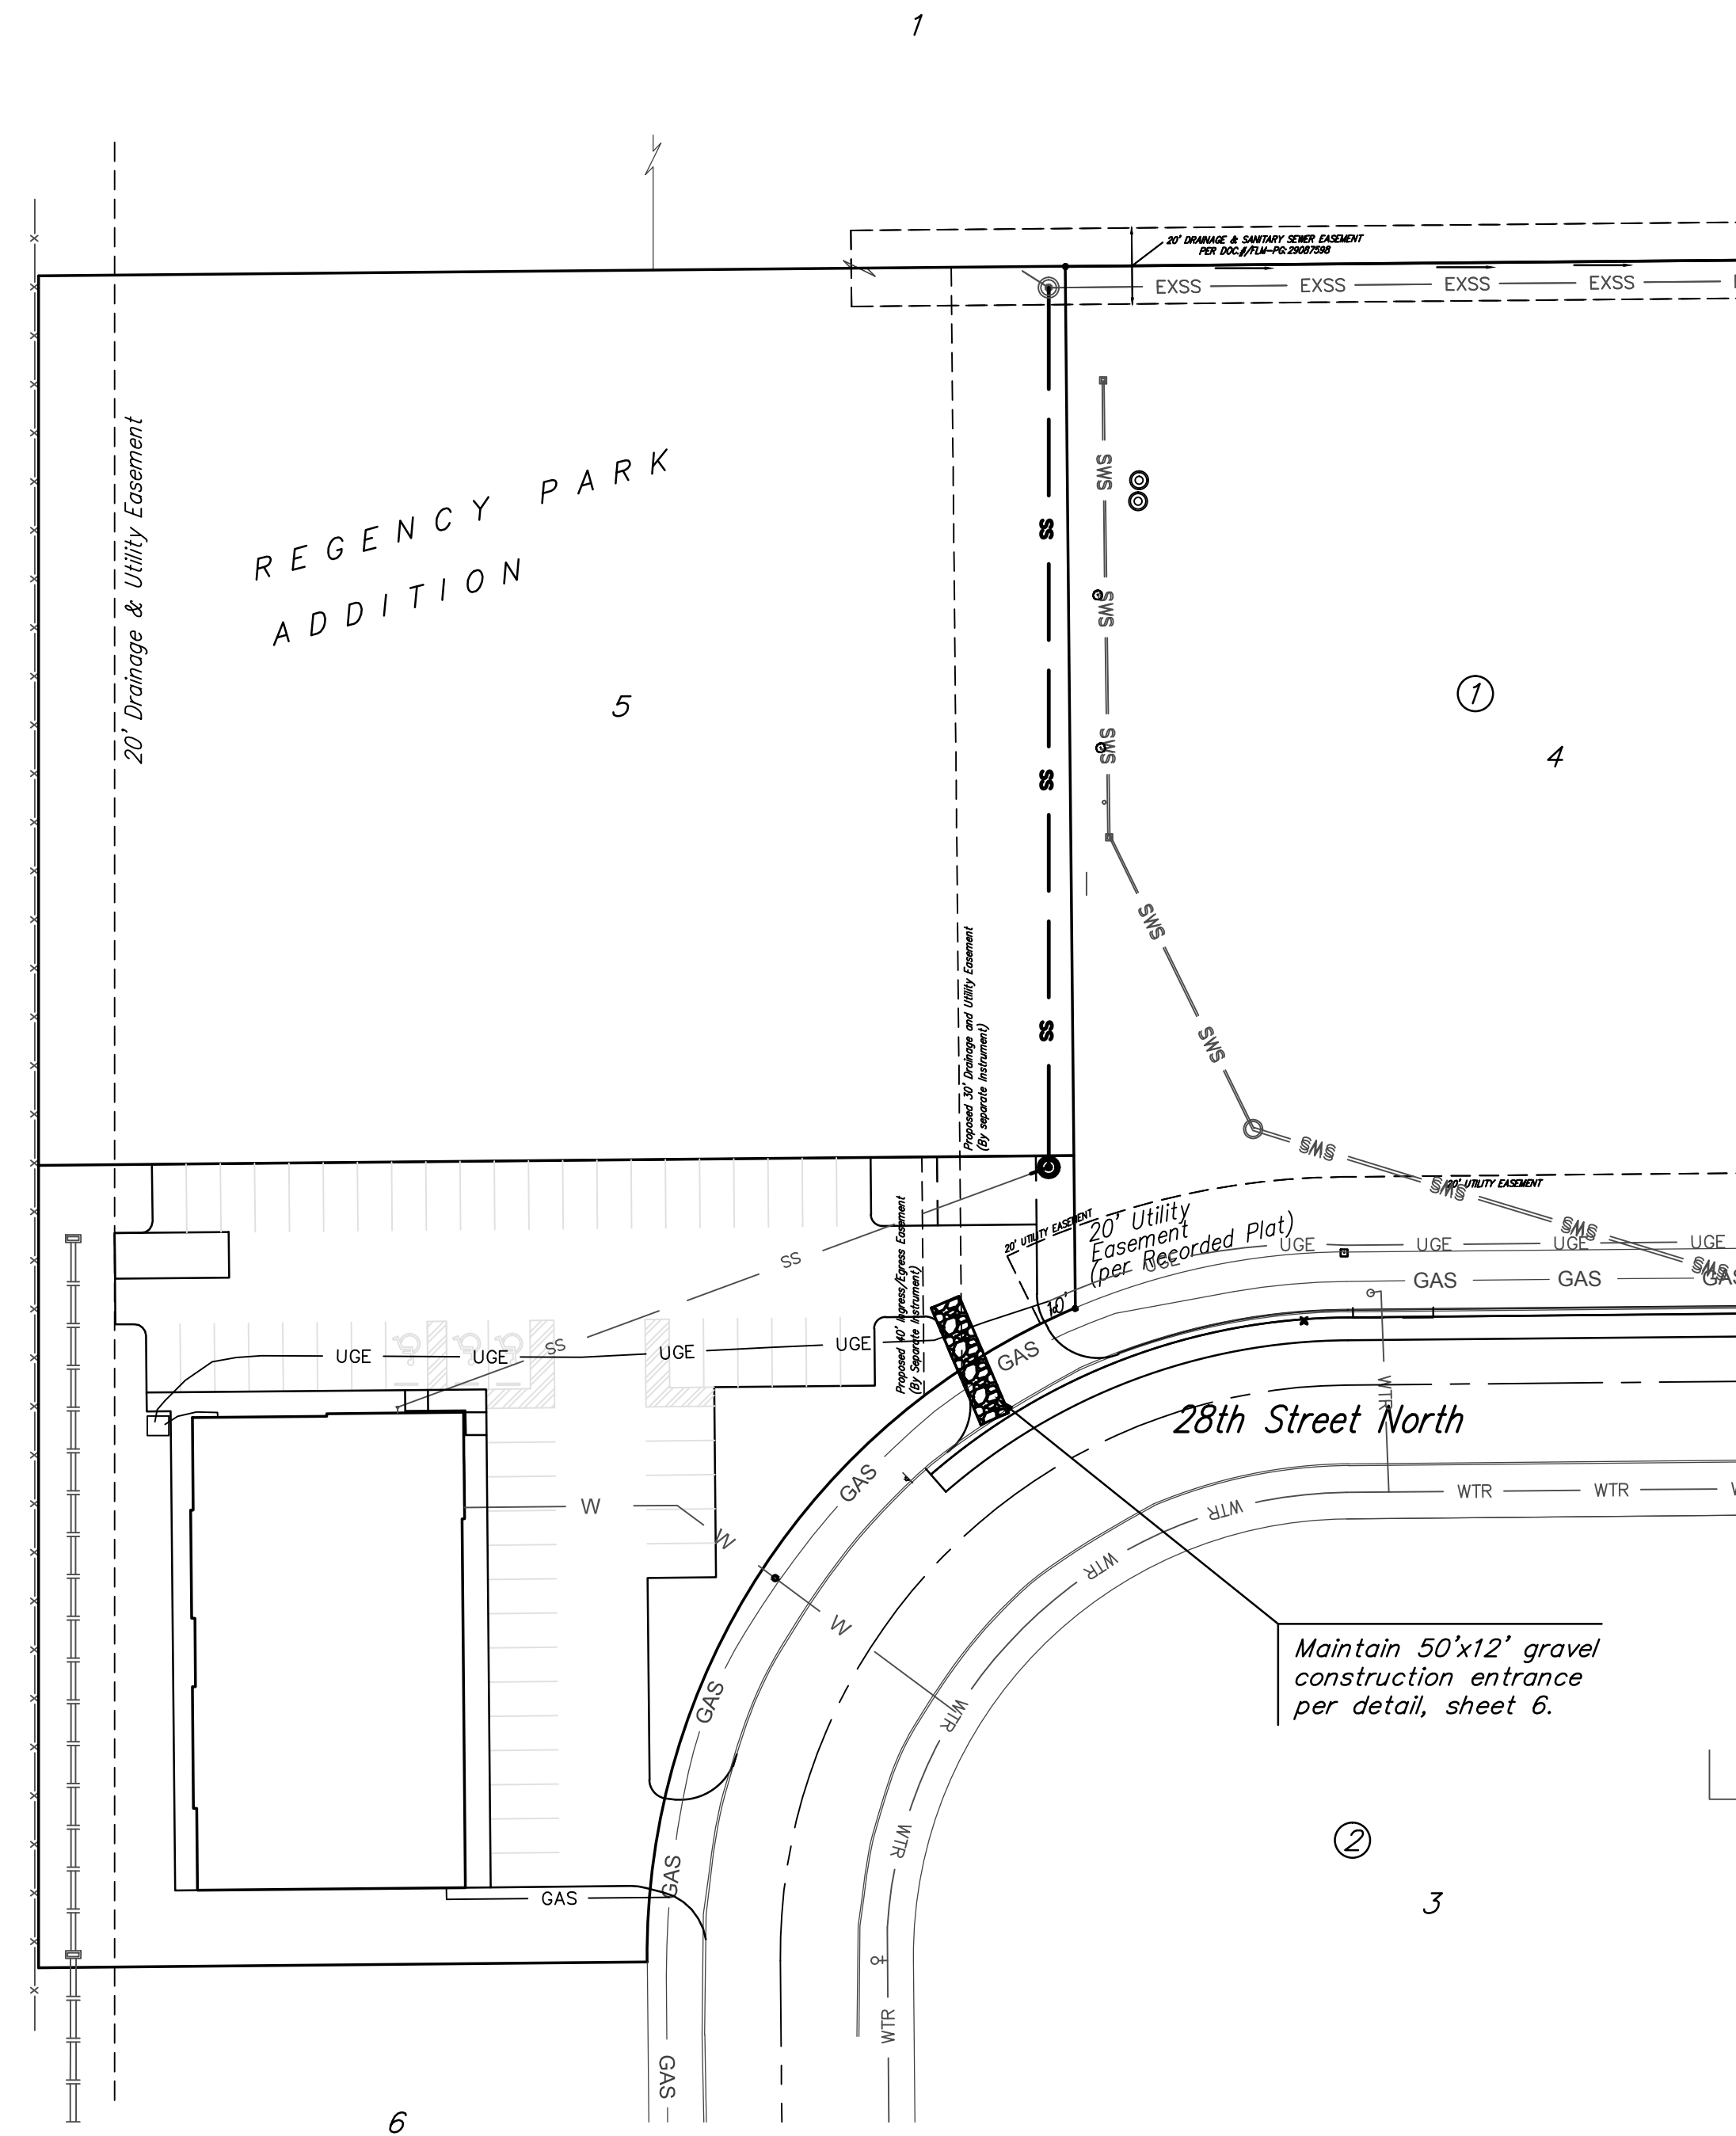 1
20' DRAINAGE & SANITARY SEWER EASEMENT
PER DOC.#/FLM-PG:29087598
EXSS
EXSS
EXSS
EXSS
20' Drainage & Utility Easement
REGENCY PARK
ADDITION
SWS
SS
SWS
5
1
4
SWS
SS
SWS
SWS
SS
Proposed 30' Drainage and Utility Easement
(By separate Instrument)
SWS
SWS
20' UTILITY EASEMENT
SWS
SWS
20' UTILITY EASEMENT
20' Utility
Easement
(per Recorded Plat)
UGE
UGE
UGE
UGE
UGE
GAS
GAS
GAS
SS
SS
Proposed 40' Ingress/Egress Easement
(By Separate Instrument)
UGE
UGE
UGE
UGE
GAS
WTR
28th Street North
GAS
W
W
W
WTR
WTR
WTR
WTR
WTR
Maintain 50'x12' gravel
construction entrance
per detail, sheet 6.
GAS
GAS
WTR
2
3
GAS
WTR
GAS
6